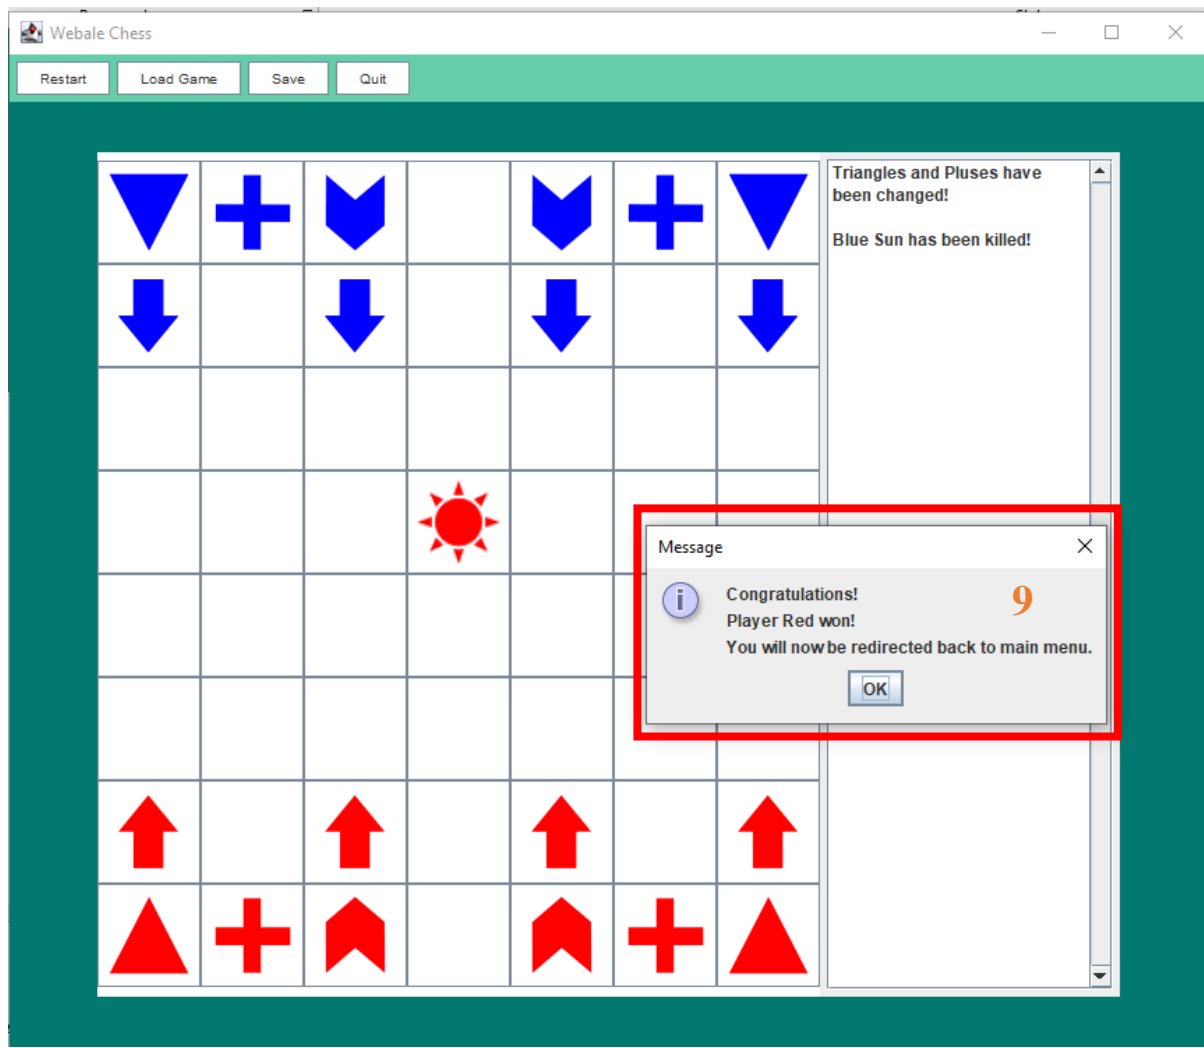 Webale Chess
Restart
Load Game
Save
Quit
Triangles and Pluses have
been changed!
Blue Sun has been killed!
Message
Congratulations!
9
Player Red won!
You will now be redirected back to main menu.
OK